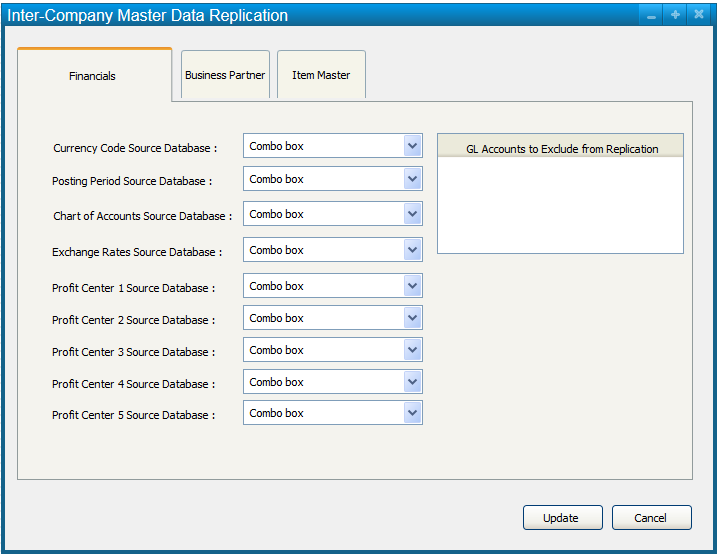 Inter-Company Master Data Replication
Financials
Business Partner
Item Master
Currency Code Source Database : Combo box
Posting Period Source Database : Combo box
Chart of Accounts Source Database : Combo box
Exchange Rates Source Database : Combo box
Profit Center 1 Source Database : Combo box
Profit Center 2 Source Database : Combo box
Profit Center 3 Source Database : Combo box
Profit Center 4 Source Database : Combo box
Profit Center 5 Source Database : Combo box
GL Accounts to Exclude from Replication
Update
Cancel